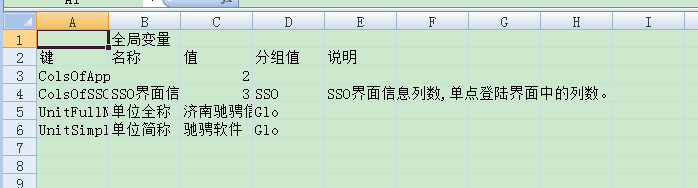 A B C D E F G H I
1 全局变量
2 键 名称 值 分组值 说明
3 ColsOfApp 2
4 ColsOfSSO SSO界面信 3 SSO SSO界面信息列数,单点登陆界面中的列数。
5 UnitFullN 单位全称 济南驰骋信 Glo
6 UnitSimpl 单位简称 驰骋软件 Glo
7
8
9